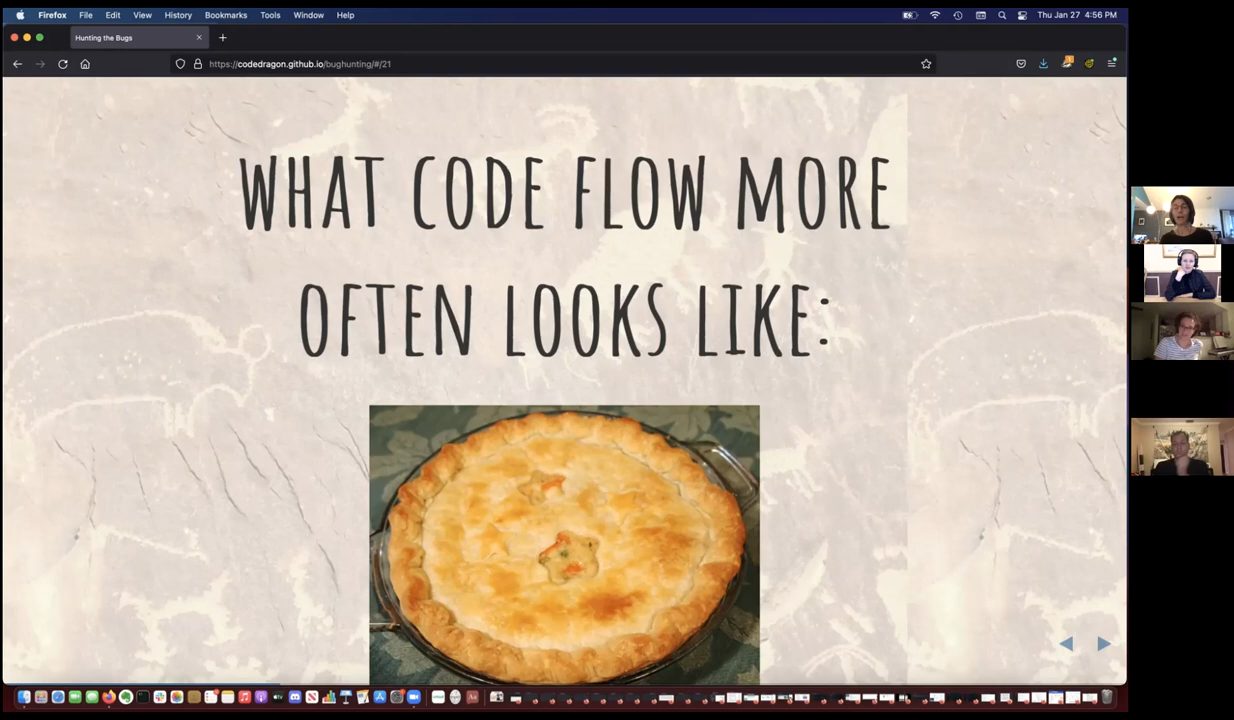 Firefox File Edit View History Bookmarks Tools Window Help Thu Jan 27 4:56 PM
Hunting the Bugs
https://codedragon.github.io/bughunting/#/21
WHAT CODE FLOW MORE
OFTEN LOOKS LIKE: